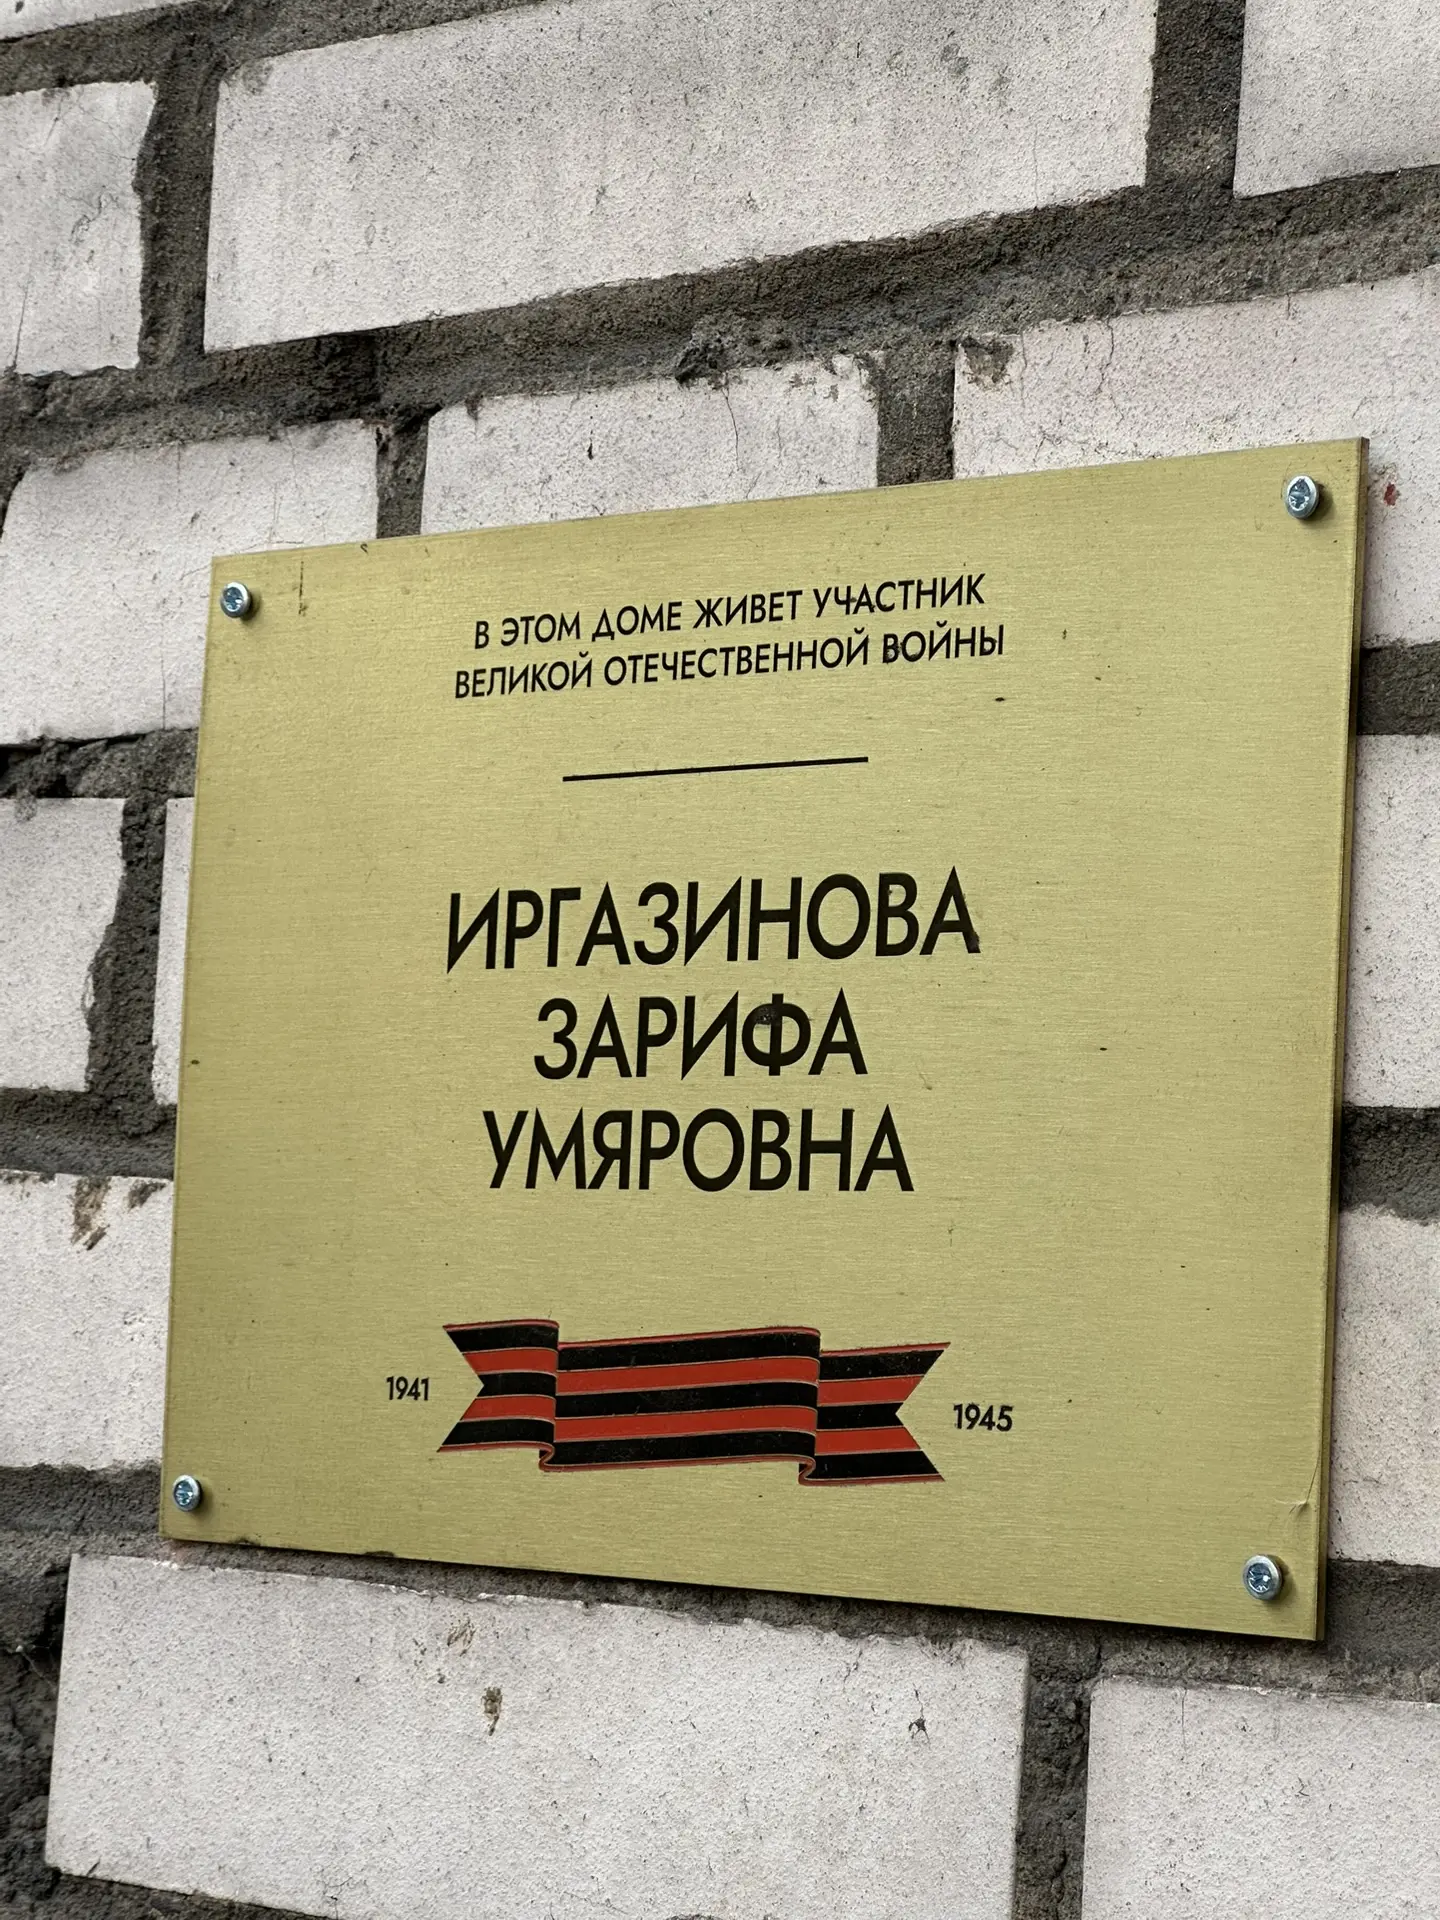 В ЭТОМ ДОМЕ ЖИВЕТ УЧАСТНИК
ВЕЛИКОЙ ОТЕЧЕСТВЕННОЙ ВОЙНЫ
ИРГАЗИНОВА
ЗАРИФА
УМЯРОВНА
1941
1945